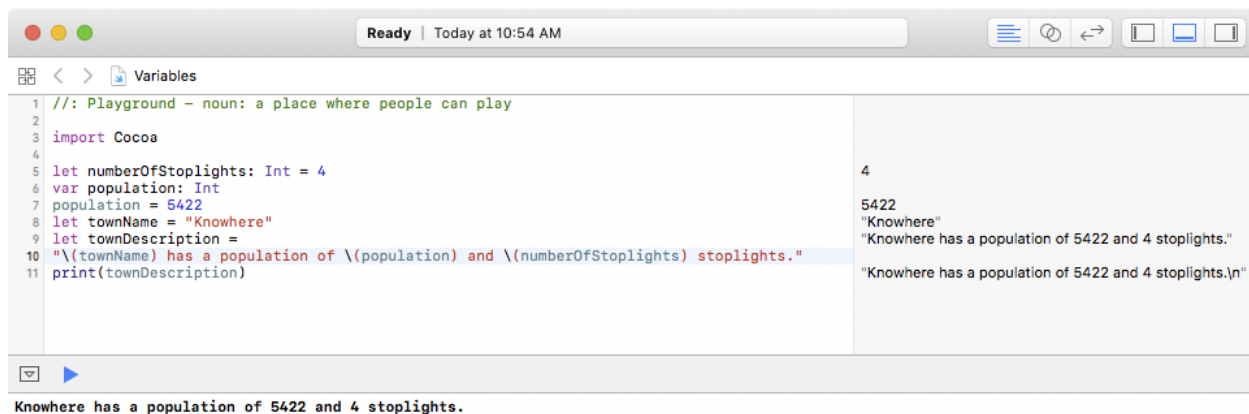 Ready | Today at 10:54 AM
Variables
1 //: Playground – noun: a place where people can play
2
3 import Cocoa
4
5 let numberOfStoplights: Int = 4 4
6 var population: Int
7 population = 5422 5422
8 let townName = "Knowhere" "Knowhere"
9 let townDescription = "Knowhere has a population of 5422 and 4 stoplights."
10 "\(townName) has a population of \(population) and \(numberOfStoplights) stoplights."
11 print(townDescription) "Knowhere has a population of 5422 and 4 stoplights.\n"
Knowhere has a population of 5422 and 4 stoplights.